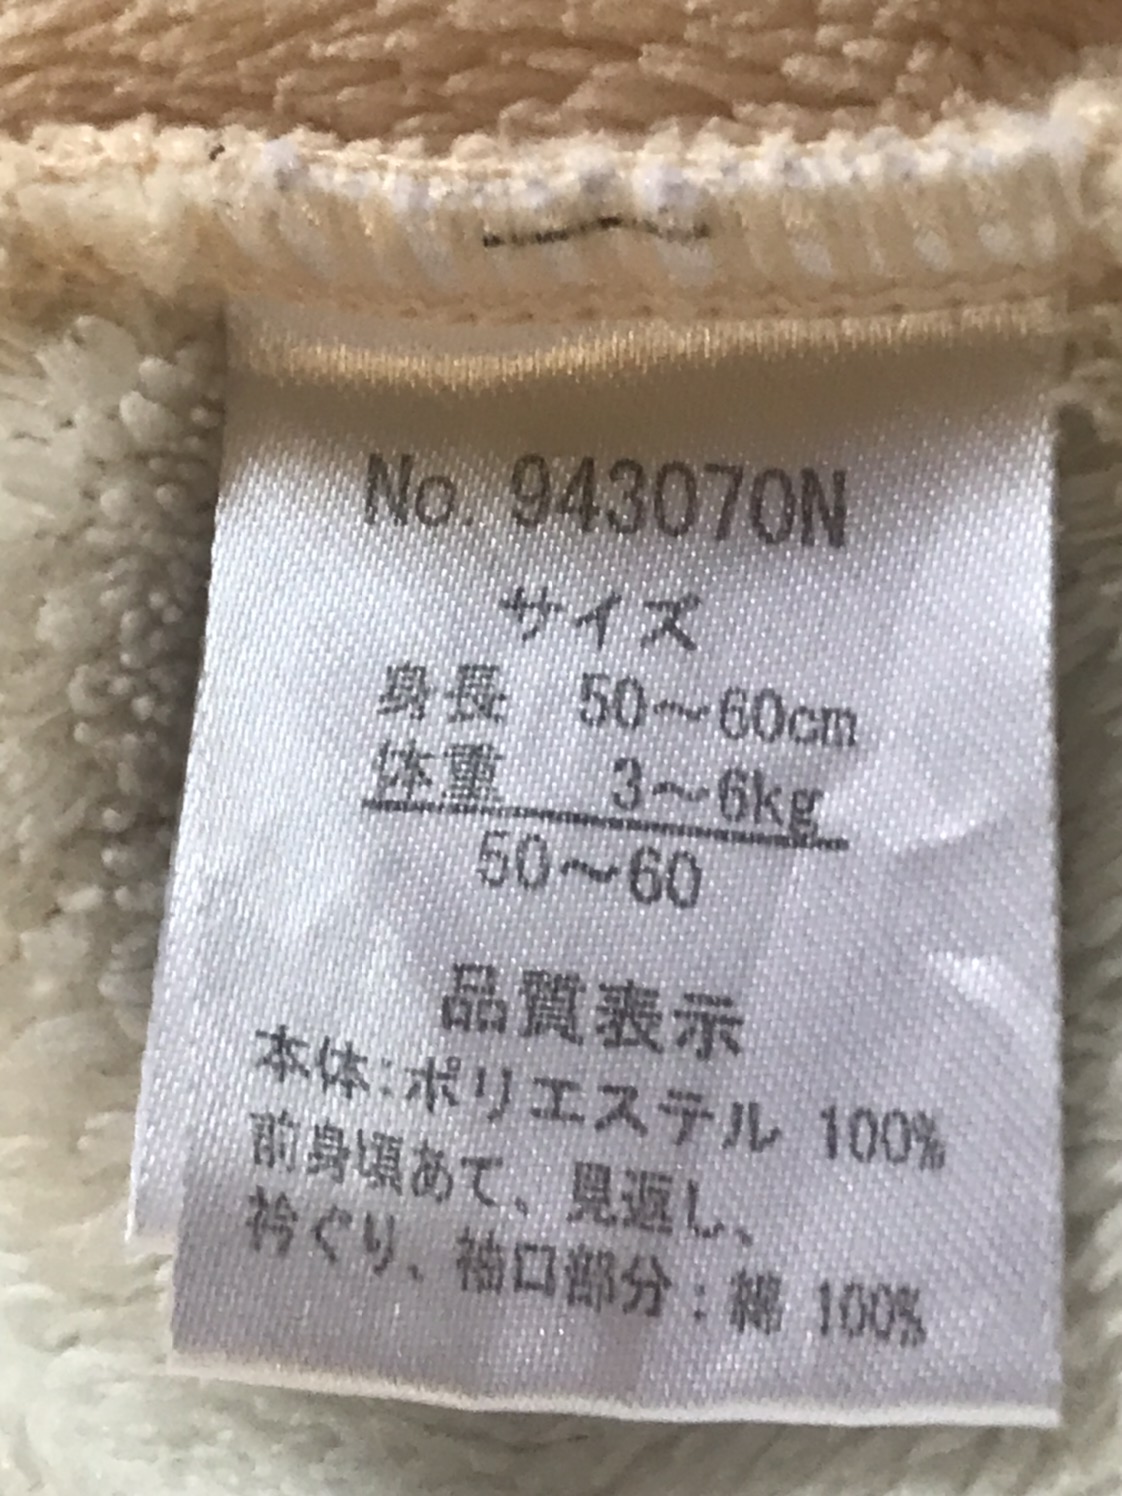 No. 943070N
サイズ
身長 50～60cm
体重 3～6kg
50～60
品質表示
本体:ポリエステル 100%
前身頃あて、見返し、
衿ぐり、袖口部分:綿 100%